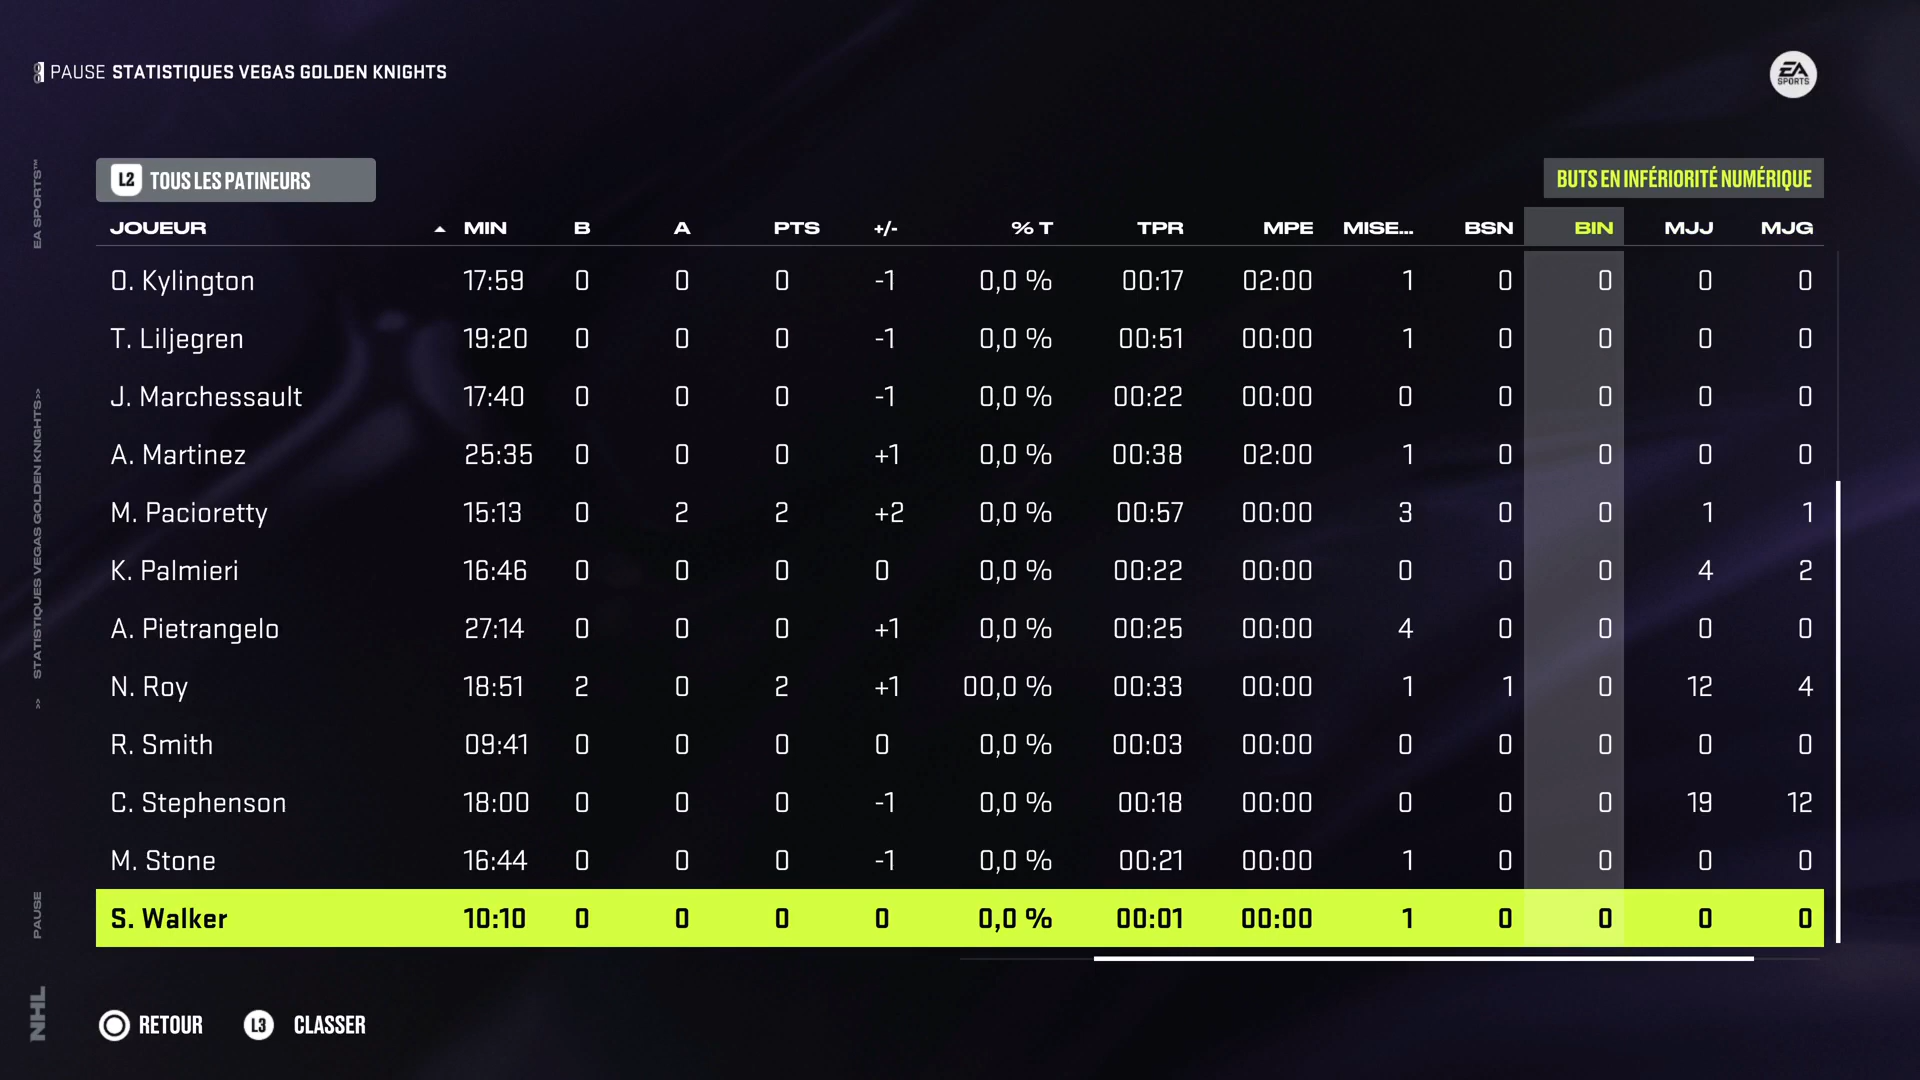 PAUSE STATISTIQUES VEGAS GOLDEN KNIGHTS
EA SPORTS
EA SPORTS™
STATISTIQUES VEGAS GOLDEN KNIGHTS>>
>>
PAUSE
NHL
L2 TOUS LES PATINEURS
BUTS EN INFÉRIORITÉ NUMÉRIQUE
JOUEUR MIN B A PTS +/- % T TPR MPE MISE... BSN BIN MJJ MJG
O. Kylington 17:59 0 0 0 -1 0,0 % 00:17 02:00 1 0 0 0 0
T. Liljegren 19:20 0 0 0 -1 0,0 % 00:51 00:00 1 0 0 0 0
J. Marchessault 17:40 0 0 0 -1 0,0 % 00:22 00:00 0 0 0 0 0
A. Martinez 25:35 0 0 0 +1 0,0 % 00:38 02:00 1 0 0 0 0
M. Pacioretty 15:13 0 2 2 +2 0,0 % 00:57 00:00 3 0 0 1 1
K. Palmieri 16:46 0 0 0 0 0,0 % 00:22 00:00 0 0 0 4 2
A. Pietrangelo 27:14 0 0 0 +1 0,0 % 00:25 00:00 4 0 0 0 0
N. Roy 18:51 2 0 2 +1 00,0 % 00:33 00:00 1 1 0 12 4
R. Smith 09:41 0 0 0 0 0,0 % 00:03 00:00 0 0 0 0 0
C. Stephenson 18:00 0 0 0 -1 0,0 % 00:18 00:00 0 0 0 19 12
M. Stone 16:44 0 0 0 -1 0,0 % 00:21 00:00 1 0 0 0 0
S. Walker 10:10 0 0 0 0 0,0 % 00:01 00:00 1 0 0 0 0
RETOUR L3 CLASSER